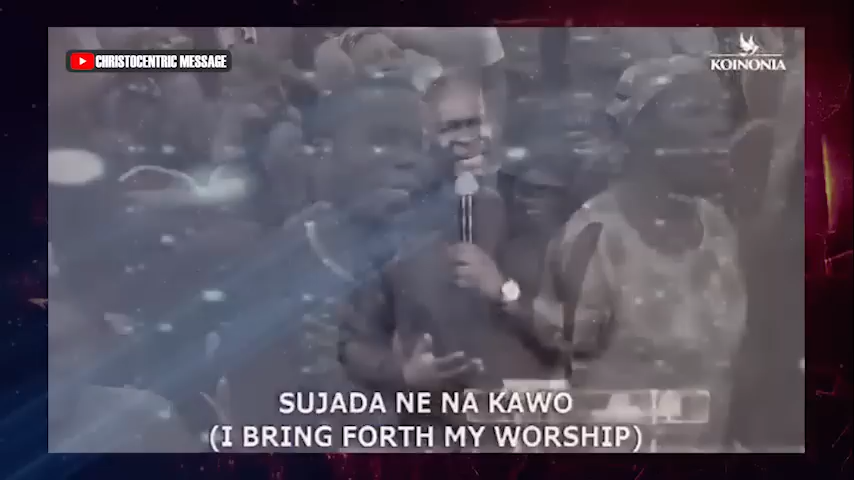 CHRISTOCENTRIC MESSAGE
KOINONIA
SUJADA NE NA KAWO
(I BRING FORTH MY WORSHIP)